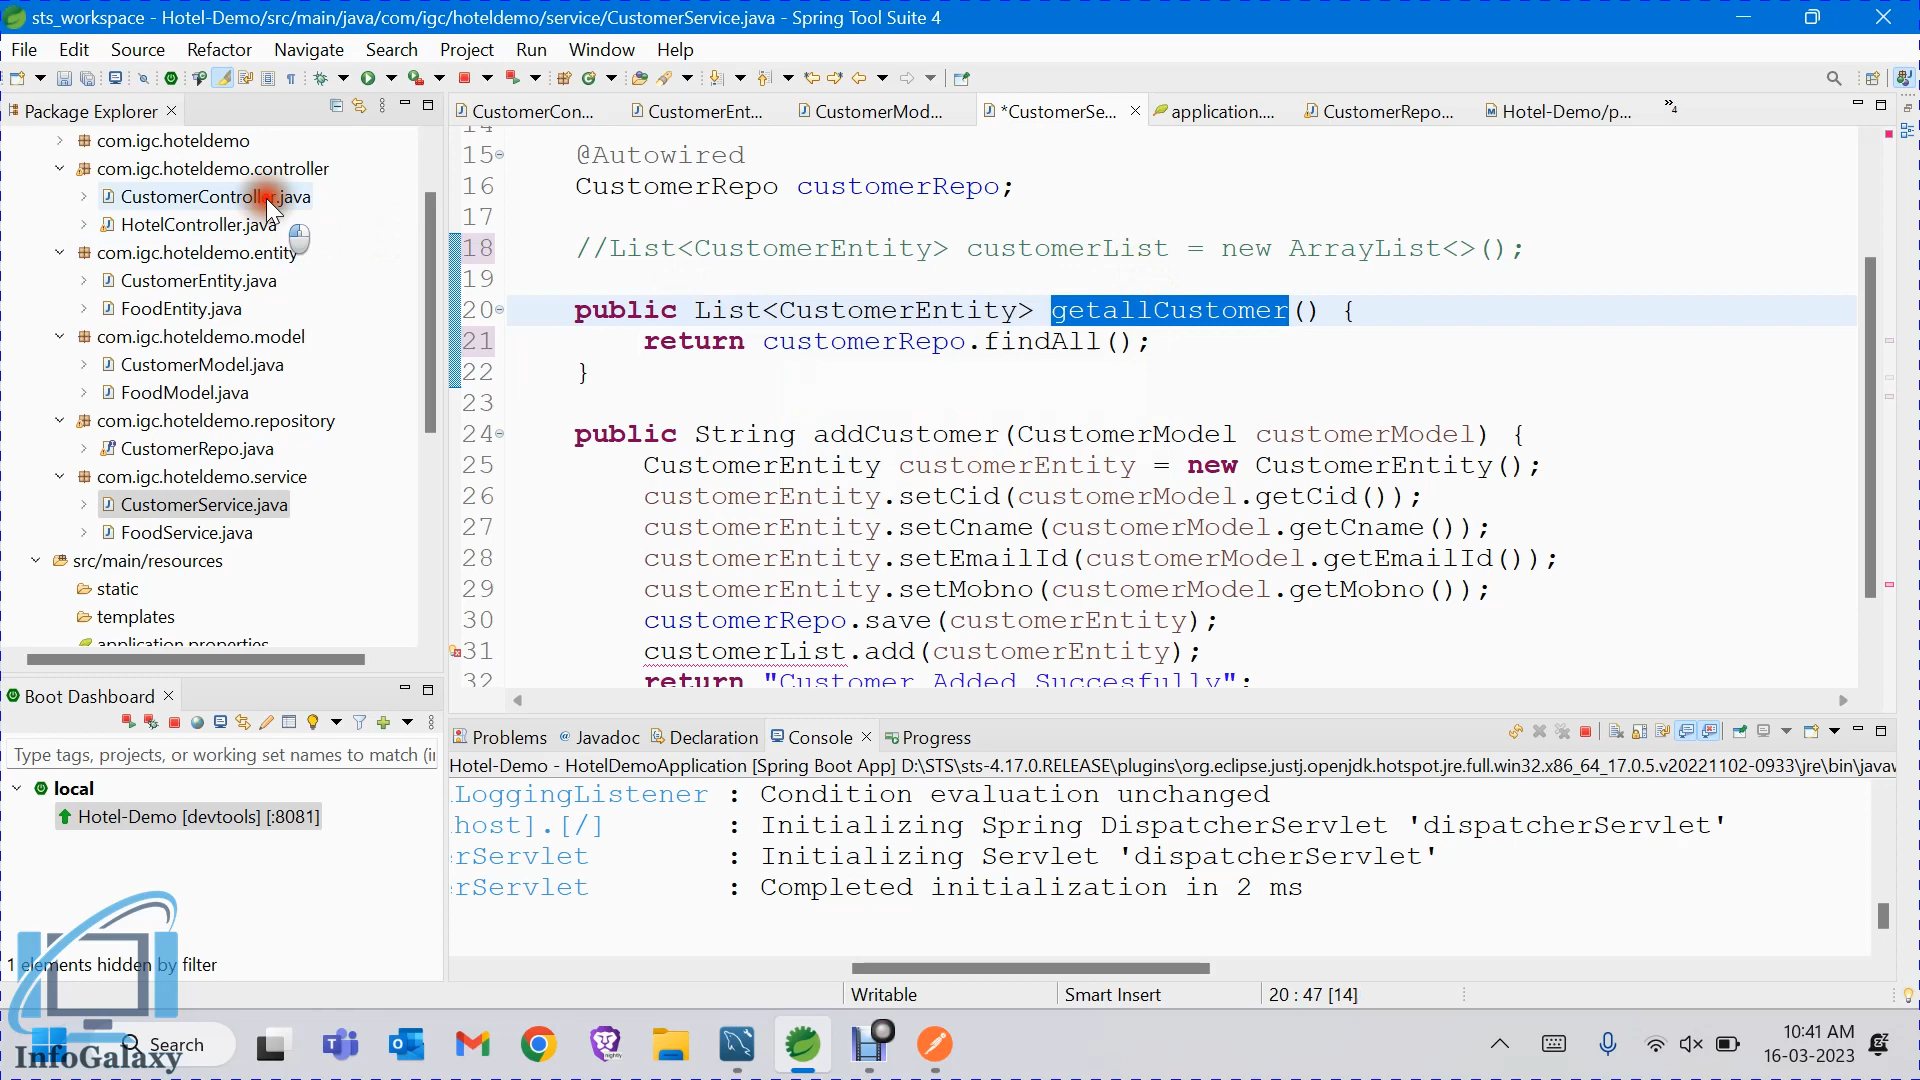 sts_workspace - Hotel-Demo/src/main/java/com/igc/hoteldemo/service/CustomerService.java - Spring Tool Suite 4
File Edit Source Refactor Navigate Search Project Run Window Help
Package Explorer
com.igc.hoteldemo
com.igc.hoteldemo.controller
CustomerController.java
HotelController.java
com.igc.hoteldemo.entity
CustomerEntity.java
FoodEntity.java
com.igc.hoteldemo.model
CustomerModel.java
FoodModel.java
com.igc.hoteldemo.repository
CustomerRepo.java
com.igc.hoteldemo.service
CustomerService.java
FoodService.java
src/main/resources
static
templates
application.properties
CustomerCon... CustomerEnt... CustomerMod... *CustomerSe... application.... CustomerRepo... Hotel-Demo/p... »4
14
15 @Autowired
16 CustomerRepo customerRepo;
17
18 //List<CustomerEntity> customerList = new ArrayList<>();
19
20 public List<CustomerEntity> getallCustomer() {
21 return customerRepo.findAll();
22 }
23
24 public String addCustomer(CustomerModel customerModel) {
25 CustomerEntity customerEntity = new CustomerEntity();
26 customerEntity.setCid(customerModel.getCid());
27 customerEntity.setCname(customerModel.getCname());
28 customerEntity.setEmailId(customerModel.getEmailId());
29 customerEntity.setMobno(customerModel.getMobno());
30 customerRepo.save(customerEntity);
31 customerList.add(customerEntity);
32 return "Customer Added Succesfully";
Boot Dashboard
Type tags, projects, or working set names to match (i
local
Hotel-Demo [devtools] [:8081]
1 elements hidden by filter
Problems Javadoc Declaration Console Progress
Hotel-Demo - HotelDemoApplication [Spring Boot App] D:\STS\sts-4.17.0.RELEASE\plugins\org.eclipse.justj.openjdk.hotspot.jre.full.win32.x86_64_17.0.5.v20221102-0933\jre\bin\javaw
LoggingListener : Condition evaluation unchanged
host].[/] : Initializing Spring DispatcherServlet 'dispatcherServlet'
erServlet : Initializing Servlet 'dispatcherServlet'
erServlet : Completed initialization in 2 ms
Writable Smart Insert 20 : 47 [14]
InfoGalaxy
Search
10:41 AM
16-03-2023